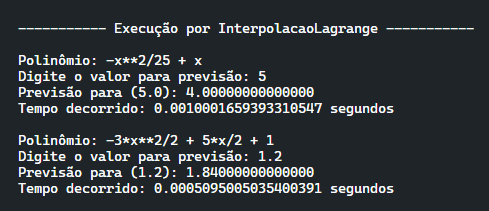 ----------- Execução por InterpolacaoLagrange -----------
Polinômio: -x**2/25 + x
Digite o valor para previsão: 5
Previsão para (5.0): 4.00000000000000
Tempo decorrido: 0.0010001659393310547 segundos
Polinômio: -3*x**2/2 + 5*x/2 + 1
Digite o valor para previsão: 1.2
Previsão para (1.2): 1.84000000000000
Tempo decorrido: 0.0005095005035400391 segundos